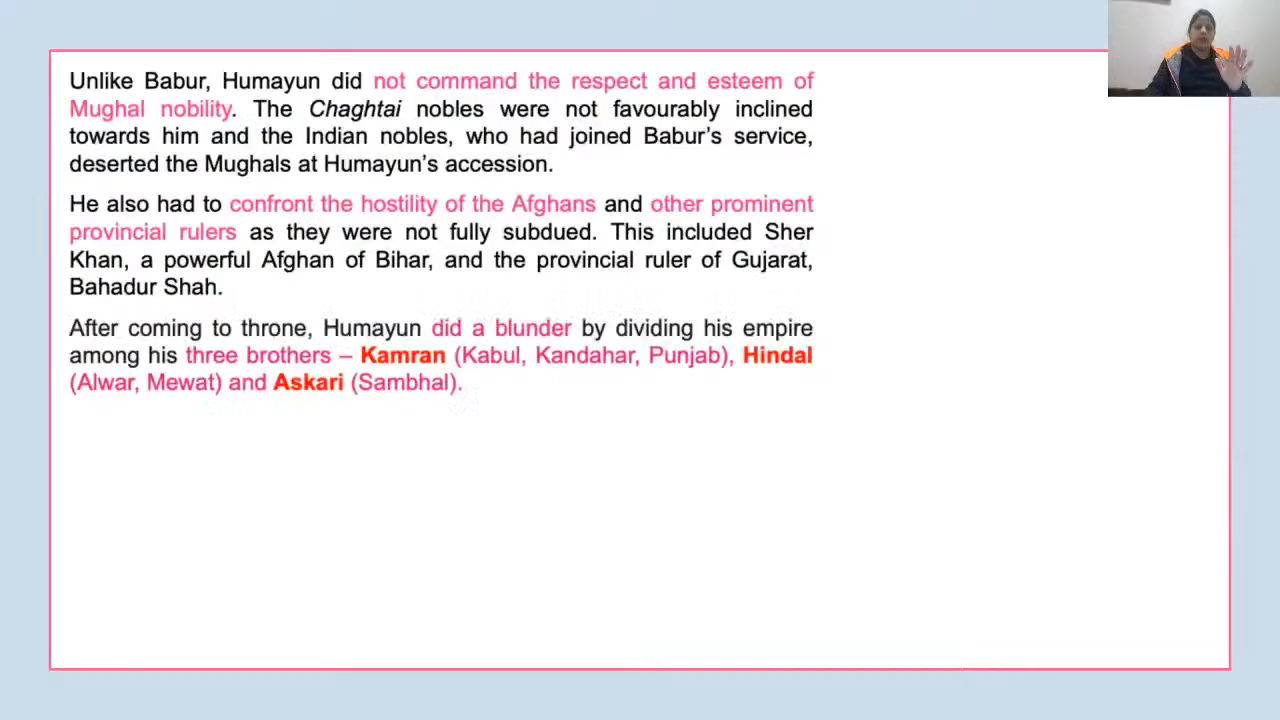 Unlike Babur, Humayun did not command the respect and esteem of
Mughal nobility. The Chaghtai nobles were not favourably inclined
towards him and the Indian nobles, who had joined Babur's service,
deserted the Mughals at Humayun's accession.
He also had to confront the hostility of the Afghans and other prominent
provincial rulers as they were not fully subdued. This included Sher
Khan, a powerful Afghan of Bihar, and the provincial ruler of Gujarat,
Bahadur Shah.
After coming to throne, Humayun did a blunder by dividing his empire
among his three brothers – Kamran (Kabul, Kandahar, Punjab), Hindal
(Alwar, Mewat) and Askari (Sambhal).